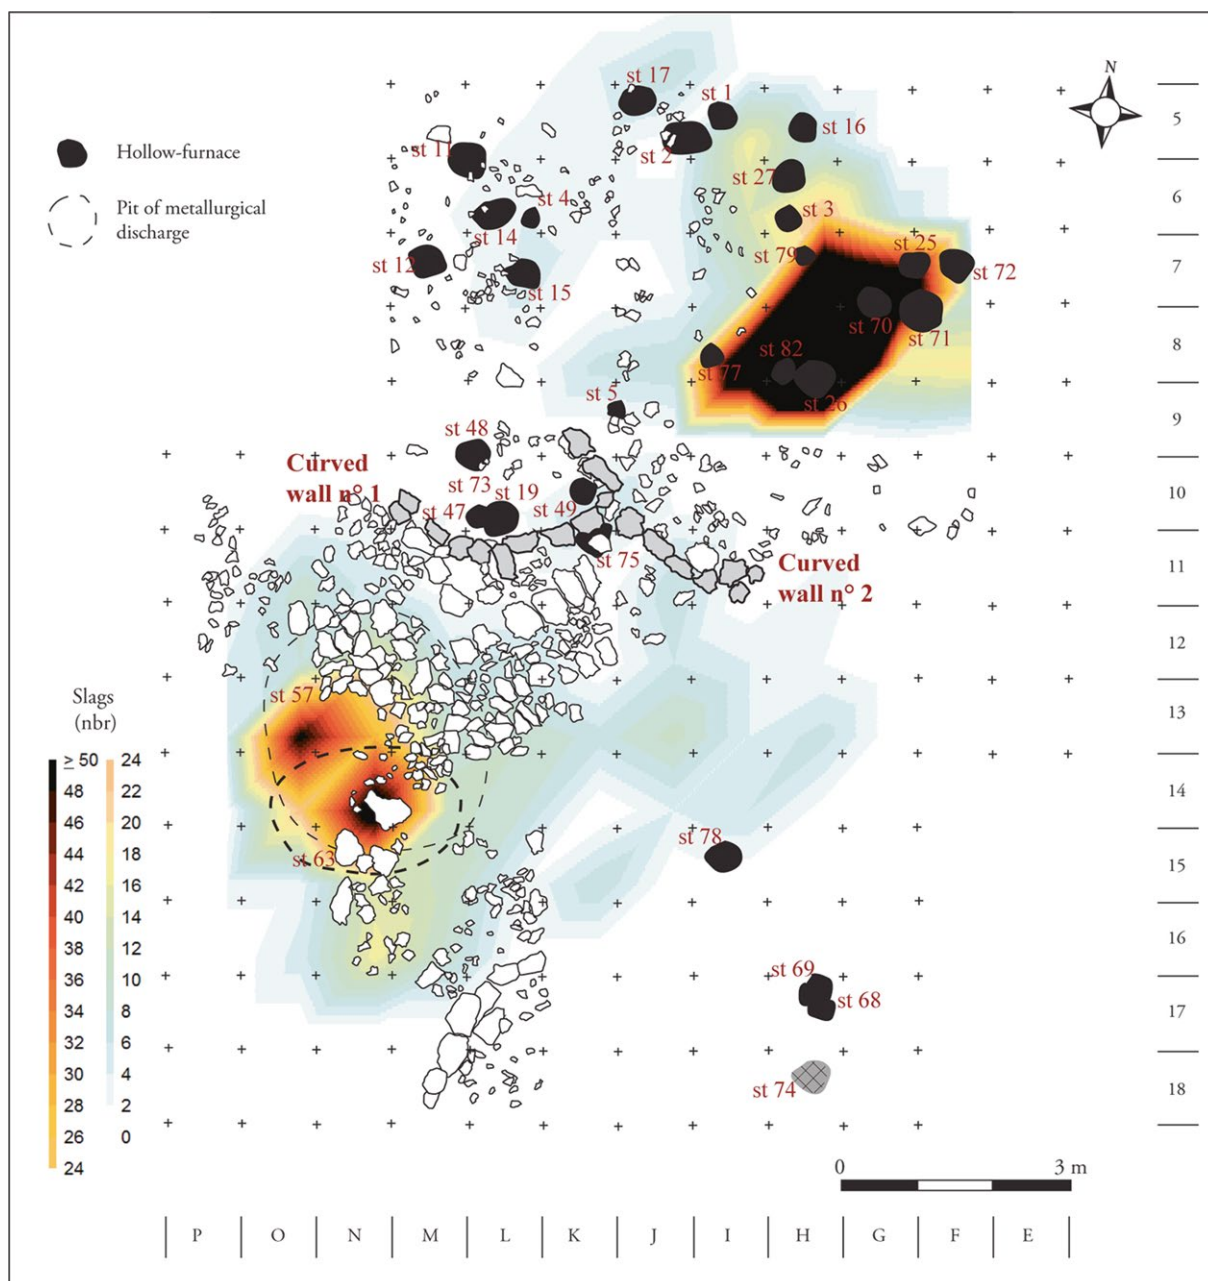 N
st 17
st 1
5
Hollow-furnace
st 11
st 2
st 16
Pit of metallurgical
discharge
st 4
st 27
6
st 14
st 3
st 12
st 79
st 25
st 72
7
st 15
st 70
st 71
st 82
8
st 77
st 5
st 26
9
st 48
Curved
wall n° 1
st 73
st 19
10
st 47
st 49
st 75
Curved
wall n° 2
11
12
Slags
(nbr)
st 57
13
≥ 50
48
46
44
42
40
38
36
34
32
30
28
26
24
24
22
20
18
16
14
12
10
8
6
4
2
0
14
st 63
st 78
15
16
st 69
st 68
17
st 74
18
0
3 m
P
O
N
M
L
K
J
I
H
G
F
E